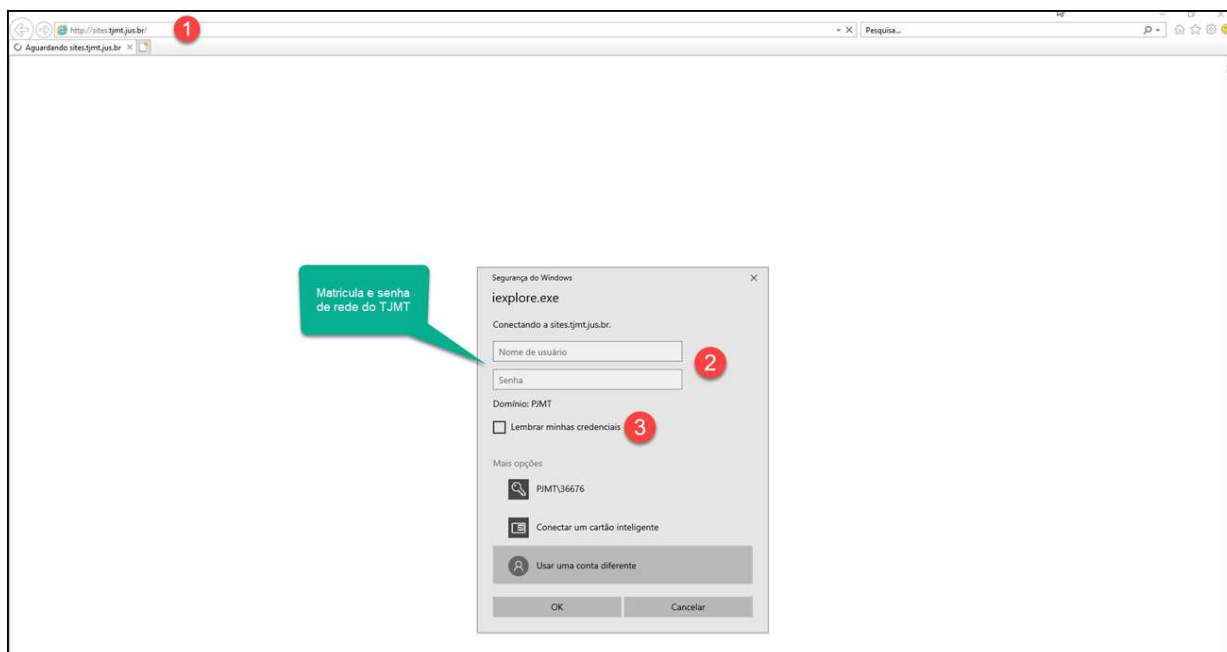 http://sites.tjmt.jus.br/
1
Pesquisa...
Aguardando sites.tjmt.jus.br
Matricula e senha
de rede do TJMT
Segurança do Windows
iexplore.exe
Conectando a sites.tjmt.jus.br.
Nome de usuário
2
Senha
Domínio: PJMT
Lembrar minhas credenciais
3
Mais opções
PJMT\36676
Conectar um cartão inteligente
Usar uma conta diferente
OK
Cancelar